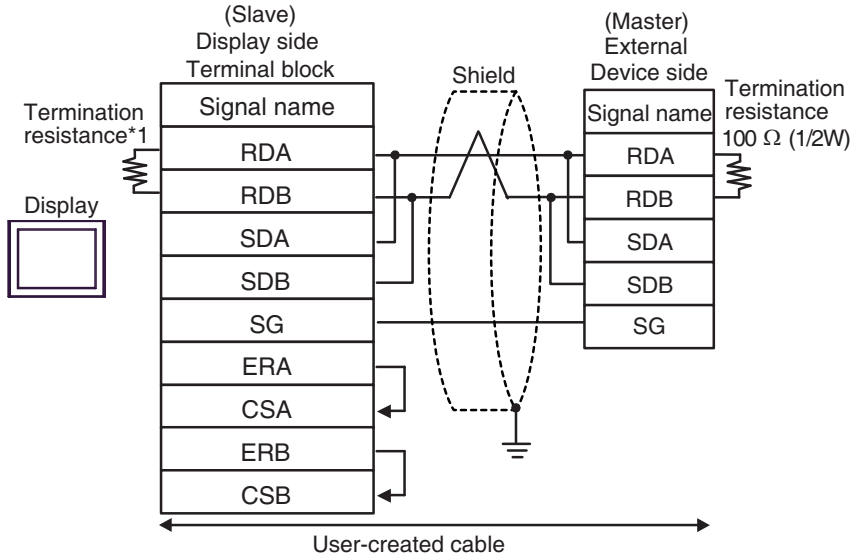 (Slave)
Display side
Terminal block
(Master)
External
Device side
Shield
Termination
resistance*1
Termination
resistance
100 Ω (1/2W)
Display
Signal name
RDA
RDB
SDA
SDB
SG
ERA
CSA
ERB
CSB
Signal name
RDA
RDB
SDA
SDB
SG
User-created cable